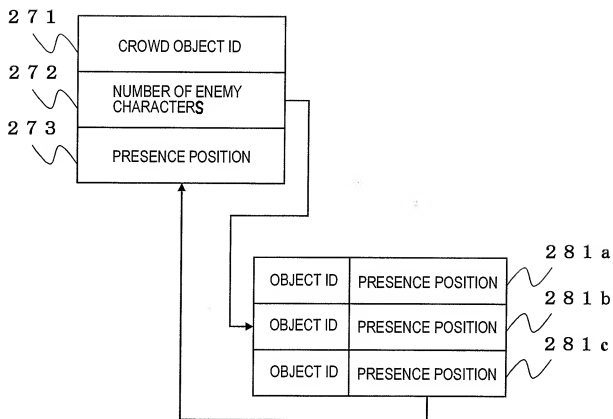 ２７１
CROWD OBJECT ID
２７２
NUMBER OF ENEMY
CHARACTERS
２７３
PRESENCE POSITION
２８１ａ
OBJECT ID PRESENCE POSITION
２８１ｂ
OBJECT ID PRESENCE POSITION
２８１ｃ
OBJECT ID PRESENCE POSITION